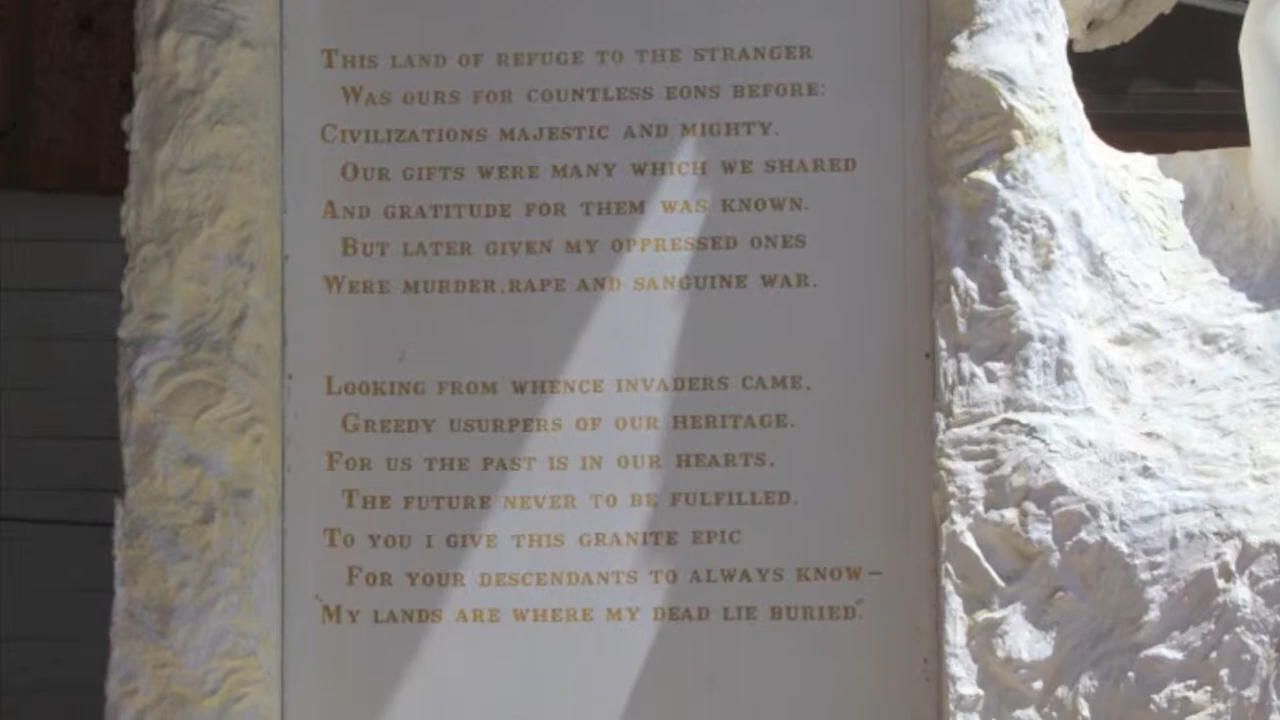 THIS LAND OF REFUGE TO THE STRANGER
WAS OURS FOR COUNTLESS EONS BEFORE:
CIVILIZATIONS MAJESTIC AND MIGHTY.
OUR GIFTS WERE MANY WHICH WE SHARED
AND GRATITUDE FOR THEM WAS KNOWN.
BUT LATER GIVEN MY OPPRESSED ONES
WERE MURDER, RAPE AND SANGUINE WAR.
LOOKING FROM WHENCE INVADERS CAME,
GREEDY USURPERS OF OUR HERITAGE.
FOR US THE PAST IS IN OUR HEARTS,
THE FUTURE NEVER TO BE FULFILLED.
TO YOU I GIVE THIS GRANITE EPIC
FOR YOUR DESCENDANTS TO ALWAYS KNOW—
"MY LANDS ARE WHERE MY DEAD LIE BURIED."